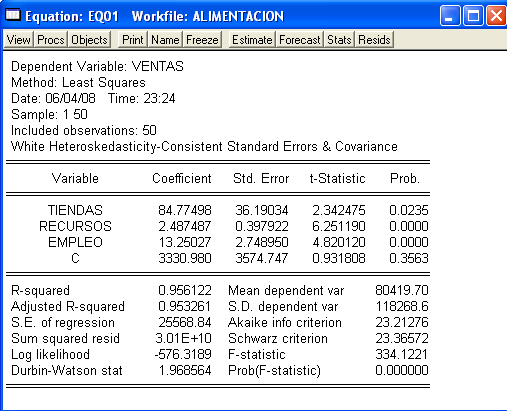 Equation: EQ01 Workfile: ALIMENTACION
View Procs Objects Print Name Freeze Estimate Forecast Stats Resids
Dependent Variable: VENTAS
Method: Least Squares
Date: 06/04/08 Time: 23:24
Sample: 1 50
Included observations: 50
White Heteroskedasticity-Consistent Standard Errors & Covariance
Variable Coefficient Std. Error t-Statistic Prob.
TIENDAS 84.77498 36.19034 2.342475 0.0235
RECURSOS 2.487487 0.397922 6.251190 0.0000
EMPLEO 13.25027 2.748950 4.820120 0.0000
C 3330.980 3574.747 0.931808 0.3563
R-squared 0.956122 Mean dependent var 80419.70
Adjusted R-squared 0.953261 S.D. dependent var 118268.6
S.E. of regression 25568.84 Akaike info criterion 23.21276
Sum squared resid 3.01E+10 Schwarz criterion 23.36572
Log likelihood -576.3189 F-statistic 334.1221
Durbin-Watson stat 1.968564 Prob(F-statistic) 0.000000